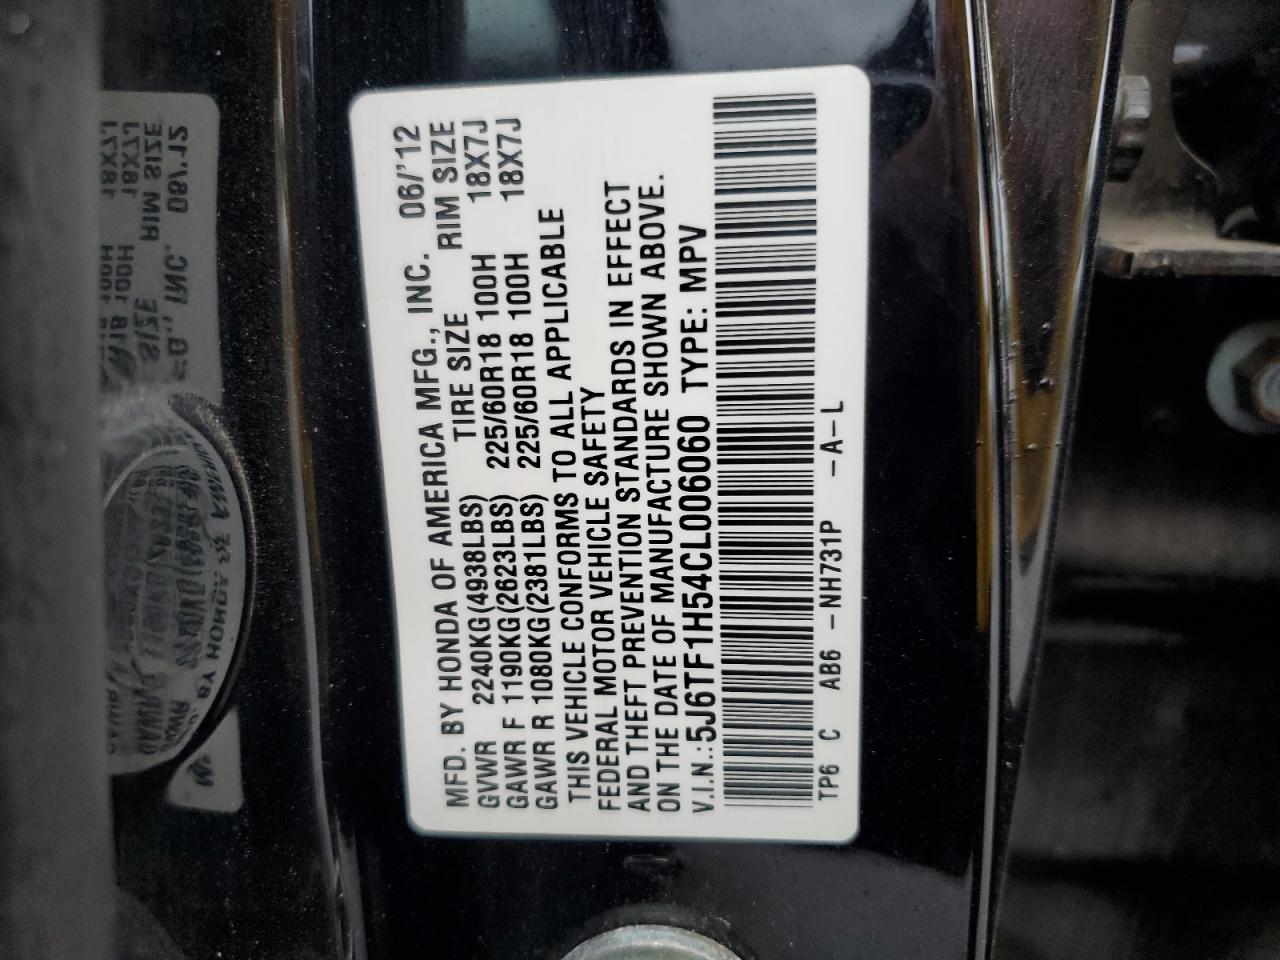 MFD. BY HONDA OF AMERICA MFG., INC. 06/'12
GVWR 2240KG(4938LBS) TIRE SIZE RIM SIZE
GAWR F 1190KG(2623LBS) 225/60R18 100H 18X7J
GAWR R 1080KG(2381LBS) 225/60R18 100H 18X7J
THIS VEHICLE CONFORMS TO ALL APPLICABLE
FEDERAL MOTOR VEHICLE SAFETY
AND THEFT PREVENTION STANDARDS IN EFFECT
ON THE DATE OF MANUFACTURE SHOWN ABOVE.
V.I.N.: 5J6TF1H54CL006060 TYPE: MPV
TP6 C AB6 -NH731P -A-L